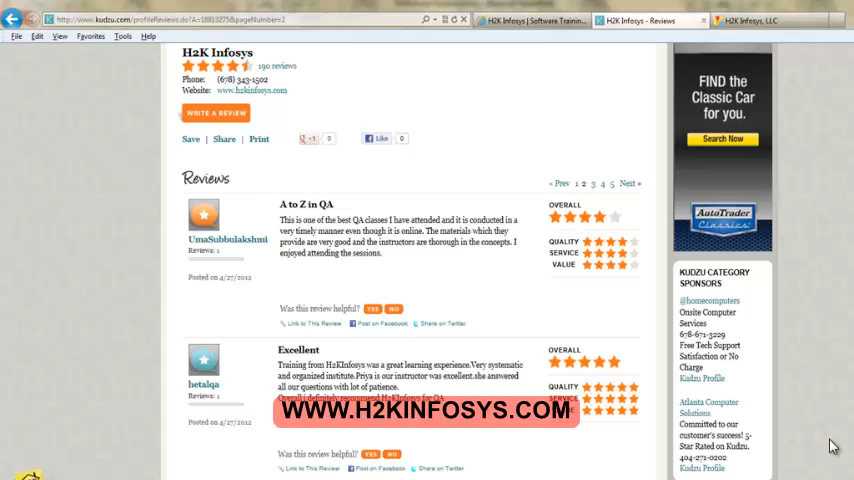 http://www.kudzu.com/profileReviews.do?A=18813275&pageNumber=2
H2K Infosys | Software Trainin...
H2K Infosys - Reviews
H2K Infosys, LLC
File Edit View Favorites Tools Help
H2K Infosys
190 reviews
Phone: (678) 343-1502
Website: www.h2kinfosys.com
WRITE A REVIEW
Save | Share | Print
+1 0
Like 0
Reviews
« Prev 1 2 3 4 5 Next »
A to Z in QA
This is one of the best QA classes I have attended and it is conducted in a
very timely manner even though it is online. The materials which they
provide are very good and the instructors are thorough in the concepts. I
enjoyed attending the sessions.
UmaSubbulakshmi
Reviews: 1
Posted on 4/27/2012
OVERALL
QUALITY
SERVICE
VALUE
Was this review helpful? YES NO
Link to This Review Post on Facebook Share on Twitter
Excellent
Training from H2KInfosys was a great learning experience.Very systematic
and organized institute.Priya is our instructor was excellent.she answered
all our questions with lot of patience.
Overall i definitely recommend H2KInfosys for QA
hetalqa
Reviews: 1
Posted on 4/27/2012
OVERALL
QUALITY
SERVICE
WWW.H2KINFOSYS.COM
Was this review helpful? YES NO
Link to This Review Post on Facebook Share on Twitter
FIND the
Classic Car
for you.
Search Now
AutoTrader
Classics
KUDZU CATEGORY
SPONSORS
@homecomputers
Onsite Computer
Services
678-671-3229
Free Tech Support
Satisfaction or No
Charge
Kudzu Profile
Atlanta Computer
Solutions
Committed to our
customer's success! 5-
Star Rated on Kudzu.
404-271-0202
Kudzu Profile